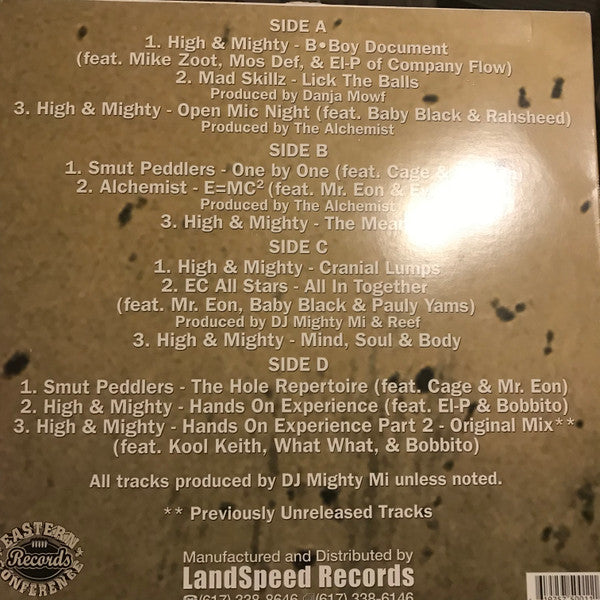 SIDE A
1. High & Mighty - B•Boy Document
(feat. Mike Zoot, Mos Def, & El-P of Company Flow)
2. Mad Skillz - Lick The Balls
Produced by Danja Mowf
3. High & Mighty - Open Mic Night (feat. Baby Black & Rahsheed)
Produced by The Alchemist
SIDE B
1. Smut Peddlers - One by One (feat. Cage &
2. Alchemist - E=MC² (feat. Mr. Eon &
Produced by The Alchemist
3. High & Mighty - The
SIDE C
1. High & Mighty - Cranial Lumps
2. EC All Stars - All In Together
(feat. Mr. Eon, Baby Black & Pauly Yams)
Produced by DJ Mighty Mi & Reef
3. High & Mighty - Mind, Soul & Body
SIDE D
1. Smut Peddlers - The Hole Repertoire (feat. Cage & Mr. Eon)
2. High & Mighty - Hands On Experience (feat. El-P & Bobbito)
3. High & Mighty - Hands On Experience Part 2 - Original Mix**
(feat. Kool Keith, What What, & Bobbito)
All tracks produced by DJ Mighty Mi unless noted.
** Previously Unreleased Tracks
EASTERN
Records
CONFERENCE
Manufactured and Distributed by
LandSpeed Records
(617) 338-8646 (617) 338-6146